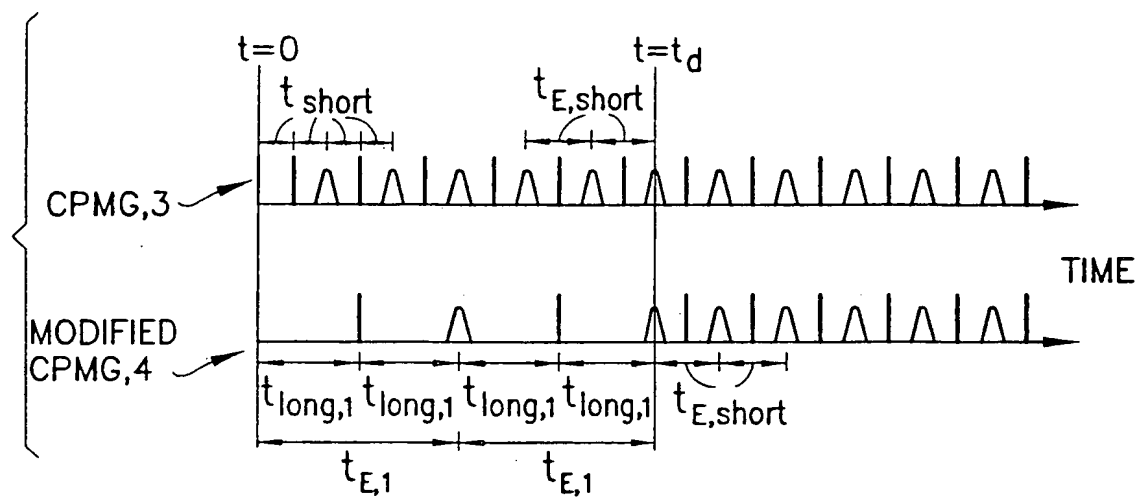 t=0
t=t_d
t_short
t_E,short
CPMG,3
TIME
MODIFIED
CPMG,4
t_long,1 t_long,1 t_long,1 t_long,1
t_E,short
t_E,1 t_E,1